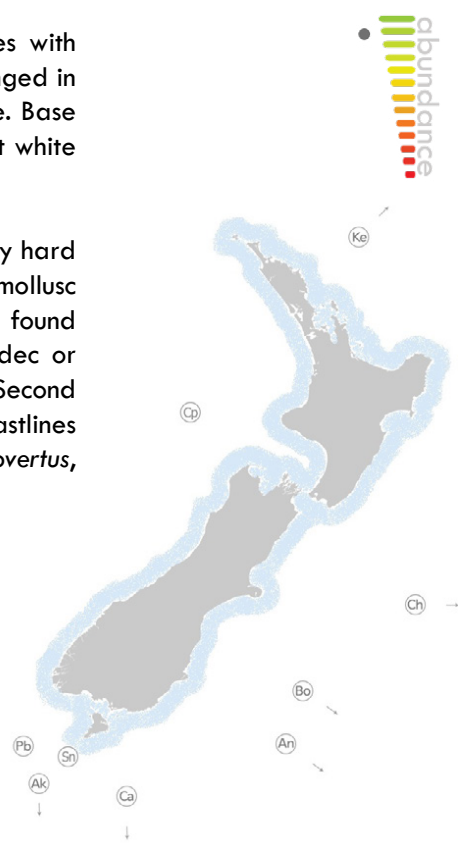 es with
nged in
e. Base
t white
y hard
mollusc
found
dec or
Second
astlines
overtus,
abundance
Ke
Cp
Ch
Bo
An
Pb
Sn
Ak
Ca